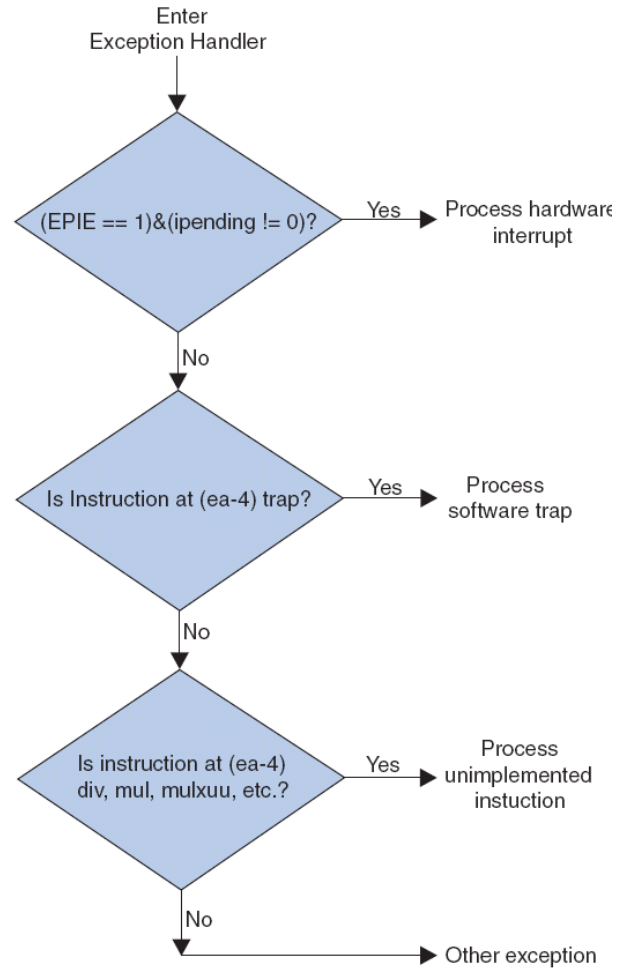 Enter
Exception Handler
(EPIE == 1)&(ipending != 0)?
Yes
Process hardware
interrupt
No
Is Instruction at (ea-4) trap?
Yes
Process
software trap
No
Is instruction at (ea-4)
div, mul, mulxuu, etc.?
Yes
Process
unimplemented
instuction
No
Other exception